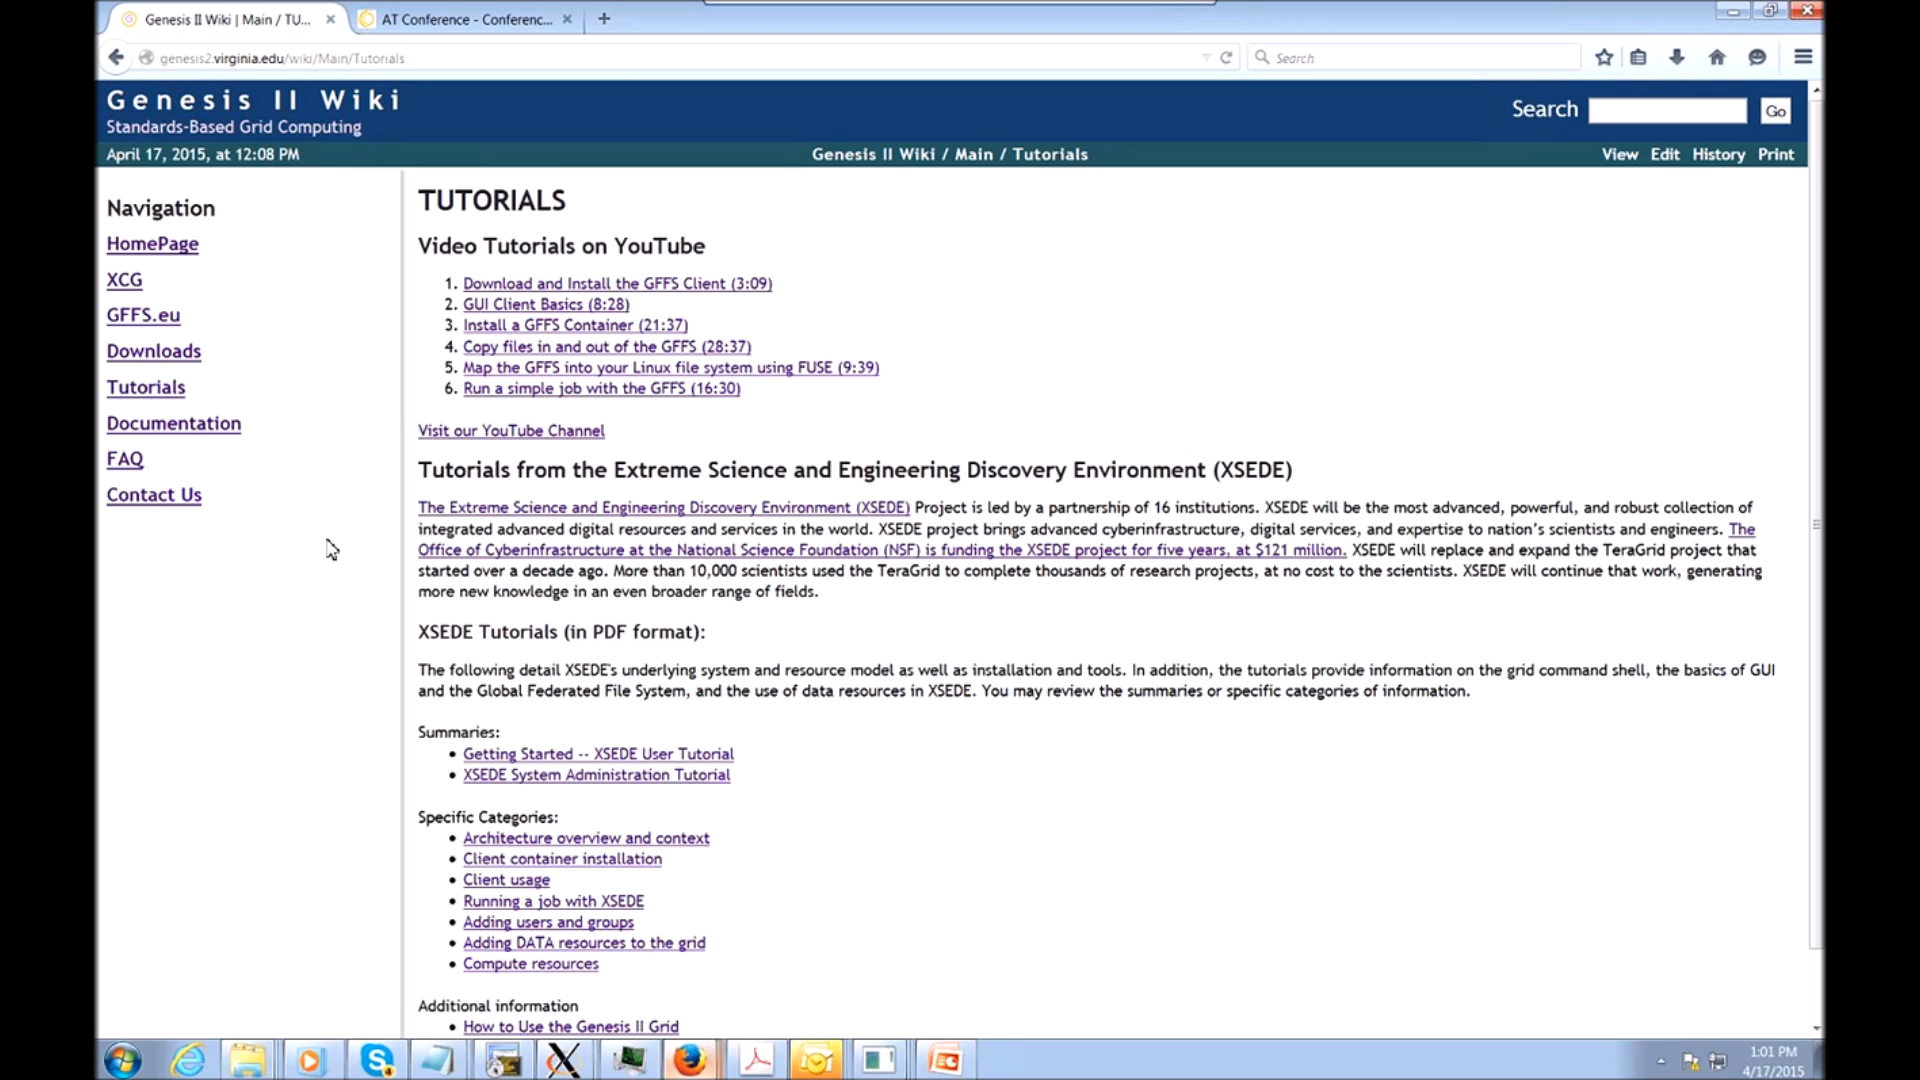 Genesis II Wiki | Main / TU...
AT Conference - Conferenc...
genesis2.virginia.edu/wiki/Main/Tutorials
Search
Genesis II Wiki
Standards-Based Grid Computing
Search
Go
April 17, 2015, at 12:08 PM
Genesis II Wiki / Main / Tutorials
View Edit History Print
Navigation
HomePage
XCG
GFFS.eu
Downloads
Tutorials
Documentation
FAQ
Contact Us
TUTORIALS
Video Tutorials on YouTube
1. Download and Install the GFFS Client (3:09)
2. GUI Client Basics (8:28)
3. Install a GFFS Container (21:37)
4. Copy files in and out of the GFFS (28:37)
5. Map the GFFS into your Linux file system using FUSE (9:39)
6. Run a simple job with the GFFS (16:30)
Visit our YouTube Channel
Tutorials from the Extreme Science and Engineering Discovery Environment (XSEDE)
The Extreme Science and Engineering Discovery Environment (XSEDE) Project is led by a partnership of 16 institutions. XSEDE will be the most advanced, powerful, and robust collection of
integrated advanced digital resources and services in the world. XSEDE project brings advanced cyberinfrastructure, digital services, and expertise to nation's scientists and engineers. The
Office of Cyberinfrastructure at the National Science Foundation (NSF) is funding the XSEDE project for five years, at $121 million. XSEDE will replace and expand the TeraGrid project that
started over a decade ago. More than 10,000 scientists used the TeraGrid to complete thousands of research projects, at no cost to the scientists. XSEDE will continue that work, generating
more new knowledge in an even broader range of fields.
XSEDE Tutorials (in PDF format):
The following detail XSEDE's underlying system and resource model as well as installation and tools. In addition, the tutorials provide information on the grid command shell, the basics of GUI
and the Global Federated File System, and the use of data resources in XSEDE. You may review the summaries or specific categories of information.
Summaries:
• Getting Started -- XSEDE User Tutorial
• XSEDE System Administration Tutorial
Specific Categories:
• Architecture overview and context
• Client container installation
• Client usage
• Running a job with XSEDE
• Adding users and groups
• Adding DATA resources to the grid
• Compute resources
Additional information
• How to Use the Genesis II Grid
1:01 PM
4/17/2015